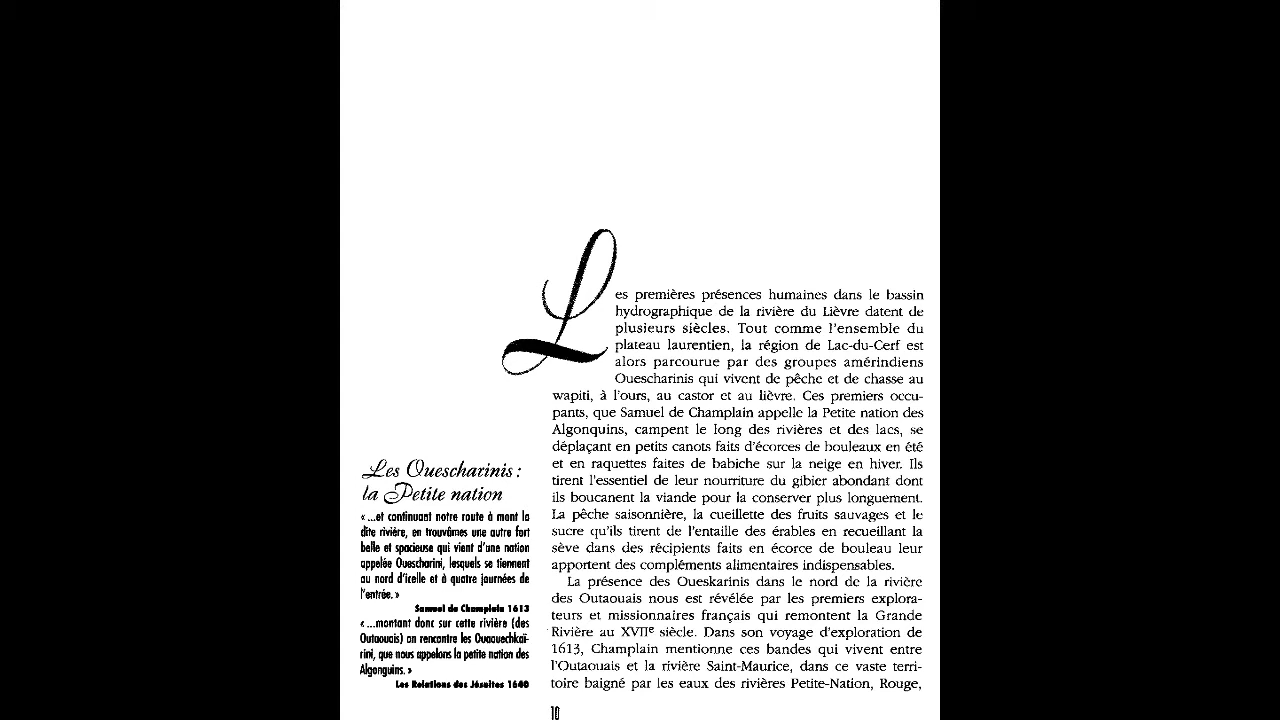 Les premières présences humaines dans le bassin
hydrographique de la rivière du Lièvre datent de
plusieurs siècles. Tout comme l'ensemble du
plateau laurentien, la région de Lac-du-Cerf est
alors parcourue par des groupes amérindiens
Ouescharinis qui vivent de pêche et de chasse au
wapiti, à l'ours, au castor et au lièvre. Ces premiers occu-
pants, que Samuel de Champlain appelle la Petite nation des
Algonquins, campent le long des rivières et des lacs, se
déplaçant en petits canots faits d'écorces de bouleaux en été
et en raquettes faites de babiche sur la neige en hiver. Ils
tirent l'essentiel de leur nourriture du gibier abondant dont
ils boucanent la viande pour la conserver plus longuement.
La pêche saisonnière, la cueillette des fruits sauvages et le
sucre qu'ils tirent de l'entaille des érables en recueillant la
sève dans des récipients faits en écorce de bouleau leur
apportent des compléments alimentaires indispensables.
La présence des Oueskarinis dans le nord de la rivière
des Outaouais nous est révélée par les premiers explora-
teurs et missionnaires français qui remontent la Grande
Rivière au XVIIe siècle. Dans son voyage d'exploration de
1613, Champlain mentionne ces bandes qui vivent entre
l'Outaouais et la rivière Saint-Maurice, dans ce vaste terri-
toire baigné par les eaux des rivières Petite-Nation, Rouge,
Les Ouescharinis :
la Petite nation
« ...et continuant notre route à mont la
dite rivière, en trouvâmes une autre fort
belle et spacieuse qui vient d'une nation
appelée Ouescharini, lesquels se tiennent
au nord d'icelle et à quatre journées de
l'entrée. »
Samuel de Champlain 1613
« ...montant donc sur cette rivière (des
Outaouais) on rencontre les Ouaouechkaï-
rini, que nous appelons la petite nation des
Algonquins. »
Les Relations des Jésuites 1640
10